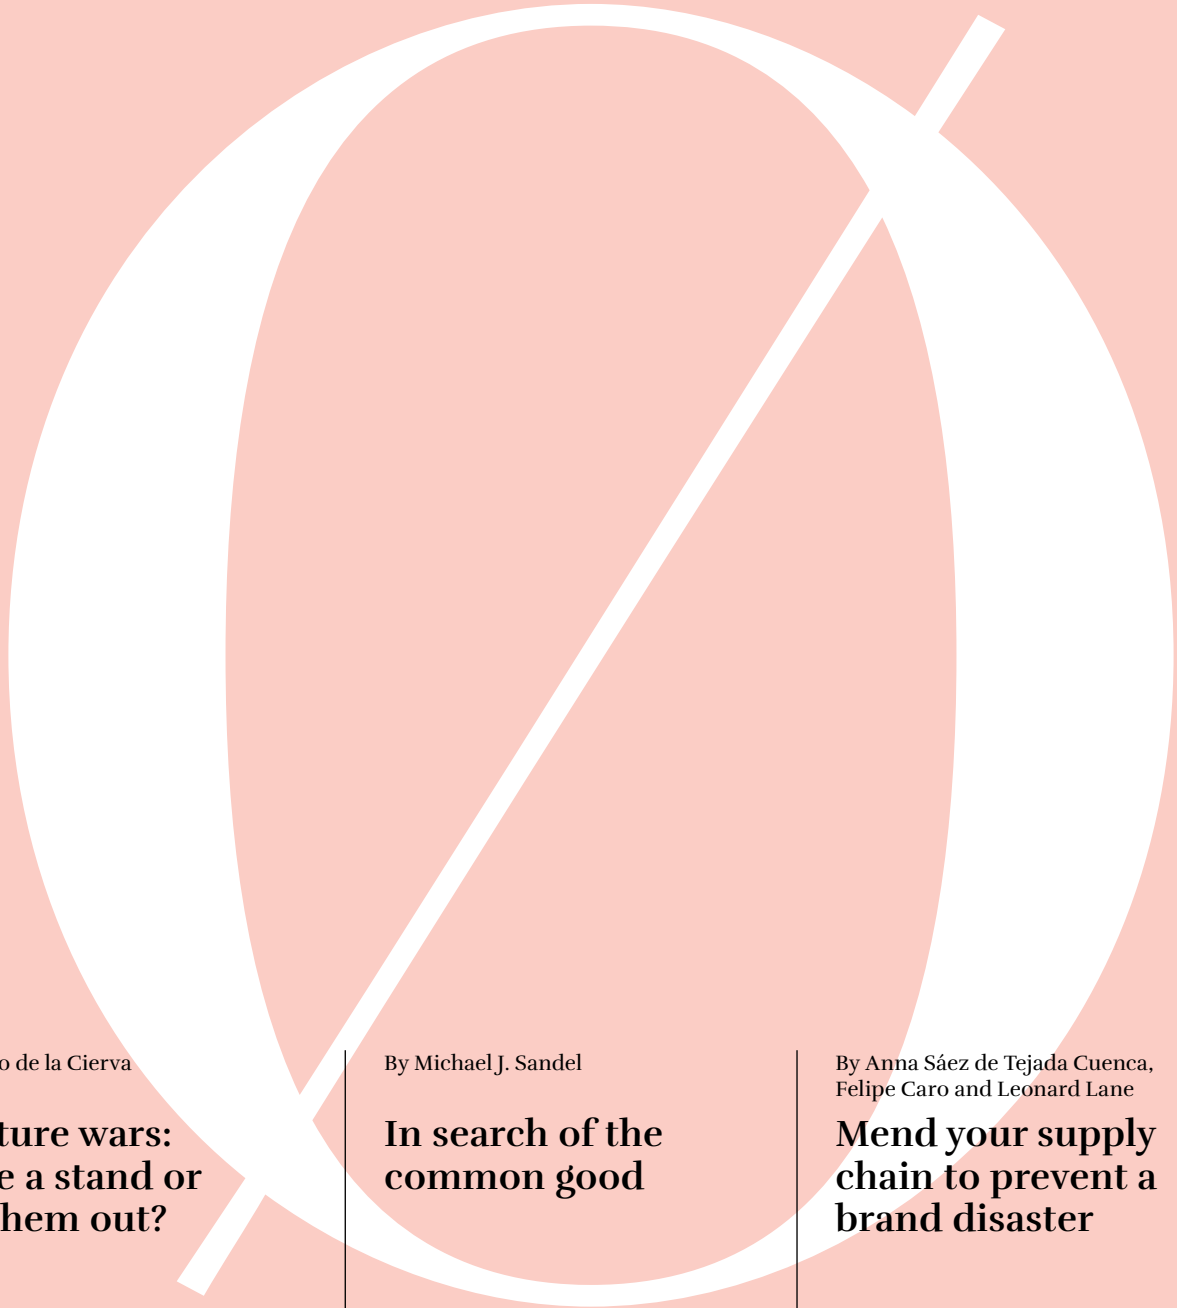 Ø
o de la Cierva
ture wars:
e a stand or
hem out?
By Michael J. Sandel
In search of the
common good
By Anna Sáez de Tejada Cuenca,
Felipe Caro and Leonard Lane
Mend your supply
chain to prevent a
brand disaster